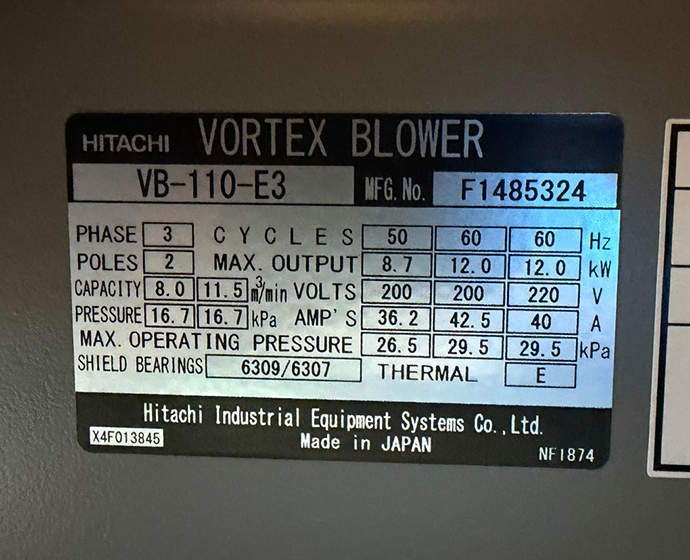 HITACHI VORTEX BLOWER
VB-110-E3 MFG.No. F1485324
PHASE 3 CYCLES 50 60 60 Hz
POLES 2 MAX. OUTPUT 8.7 12.0 12.0 kW
CAPACITY 8.0 11.5 m³/min VOLTS 200 200 220 V
PRESSURE 16.7 16.7 kPa AMP'S 36.2 42.5 40 A
MAX. OPERATING PRESSURE 26.5 29.5 29.5 kPa
SHIELD BEARINGS 6309/6307 THERMAL E
Hitachi Industrial Equipment Systems Co.,Ltd.
X4F013845 Made in JAPAN NF1874